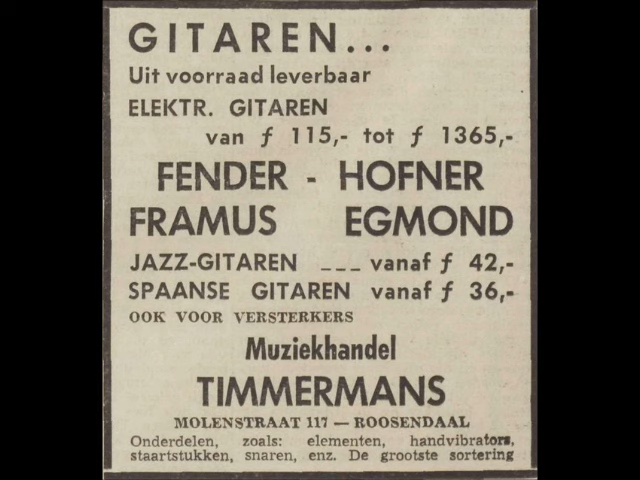 GITAREN...
Uit voorraad leverbaar
ELEKTR. GITAREN
van f 115,- tot f 1365,-
FENDER - HOFNER
FRAMUS EGMOND
JAZZ-GITAREN ___ vanaf f 42,-
SPAANSE GITAREN vanaf f 36,-
OOK VOOR VERSTERKERS
Muziekhandel
TIMMERMANS
MOLENSTRAAT 117 — ROOSENDAAL
Onderdelen, zoals: elementen, handvibrators,
staartstukken, snaren, enz. De grootste sortering